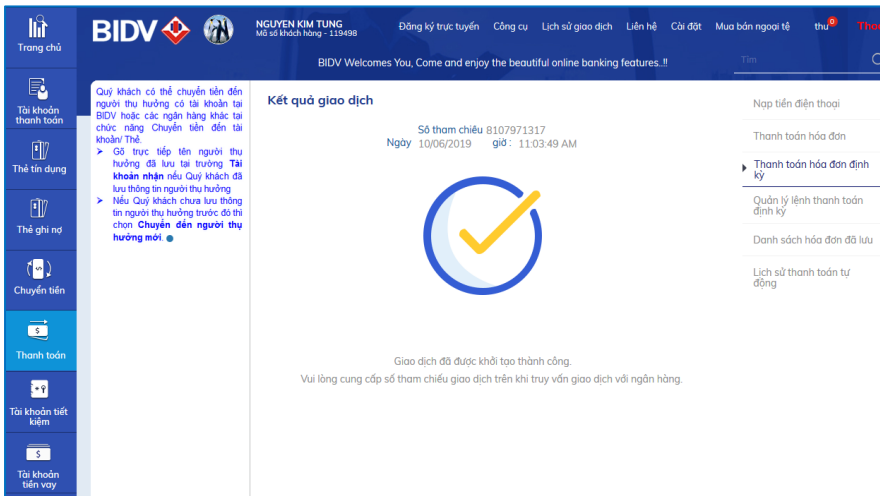 Trang chủ
BIDV
NGUYEN KIM TUNG
Mã số khách hàng - 119498
Đăng ký trực tuyến Công cụ Lịch sử giao dịch Liên hệ Cài đặt Mua bán ngoại tệ thư 0
BIDV Welcomes You, Come and enjoy the beautiful online banking features..!!
Tìm
Tài khoản
thanh toán
Thẻ tín dụng
Thẻ ghi nợ
Chuyển tiền
Thanh toán
Tài khoản tiết
kiệm
Tài khoản
tiền vay
Quý khách có thể chuyển tiền đến
người thụ hưởng có tài khoản tại
BIDV hoặc các ngân hàng khác tại
chức năng Chuyển tiền đến tài
khoản/ Thẻ.
➢ Gõ trực tiếp tên người thụ
hưởng đã lưu tại trường Tài
khoản nhận nếu Quý khách đã
lưu thông tin người thụ hưởng
➢ Nếu Quý khách chưa lưu thông
tin người thụ hưởng trước đó thì
chọn Chuyển đến người thụ
hưởng mới.
Kết quả giao dịch
Số tham chiếu 8107971317
Ngày 10/06/2019 giờ : 11:03:49 AM
Giao dịch đã được khởi tạo thành công.
Vui lòng cung cấp số tham chiếu giao dịch trên khi truy vấn giao dịch với ngân hàng.
Nạp tiền điện thoại
Thanh toán hóa đơn
Thanh toán hóa đơn định
kỳ
Quản lý lệnh thanh toán
định kỳ
Danh sách hóa đơn đã lưu
Lịch sử thanh toán tự
động